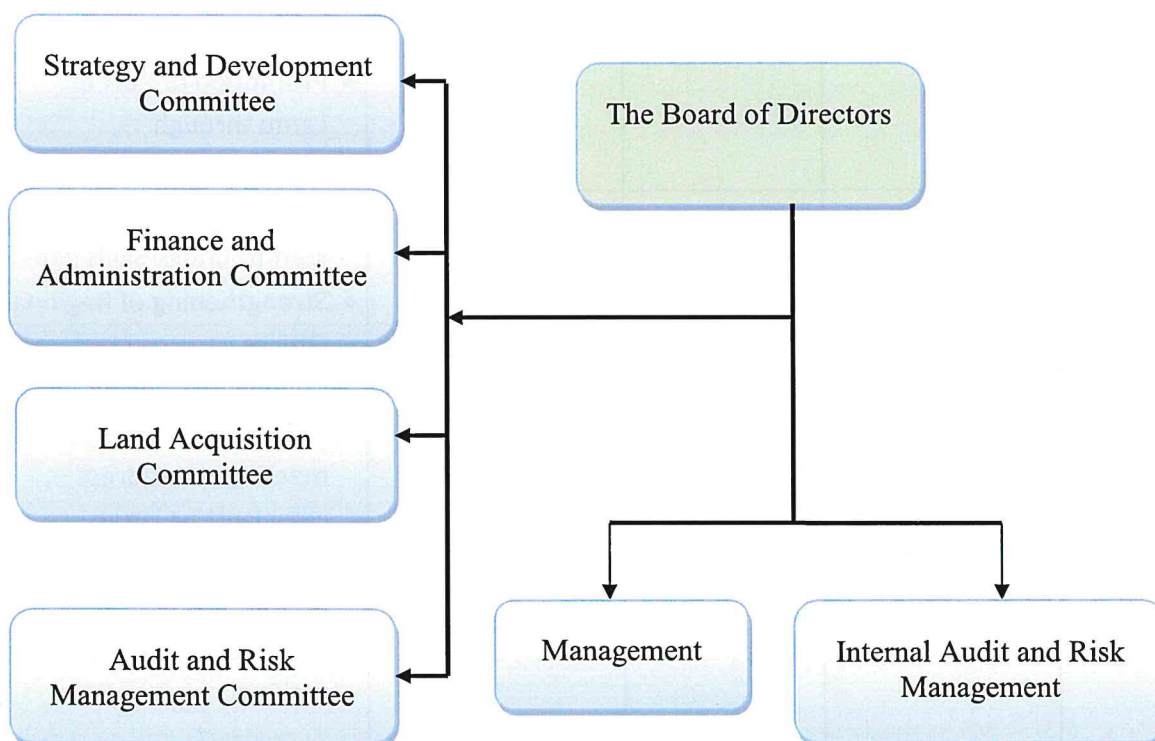 Strategy and Development
Committee
The Board of Directors
Finance and
Administration Committee
Land Acquisition
Committee
Audit and Risk
Management Committee
Management
Internal Audit and Risk
Management